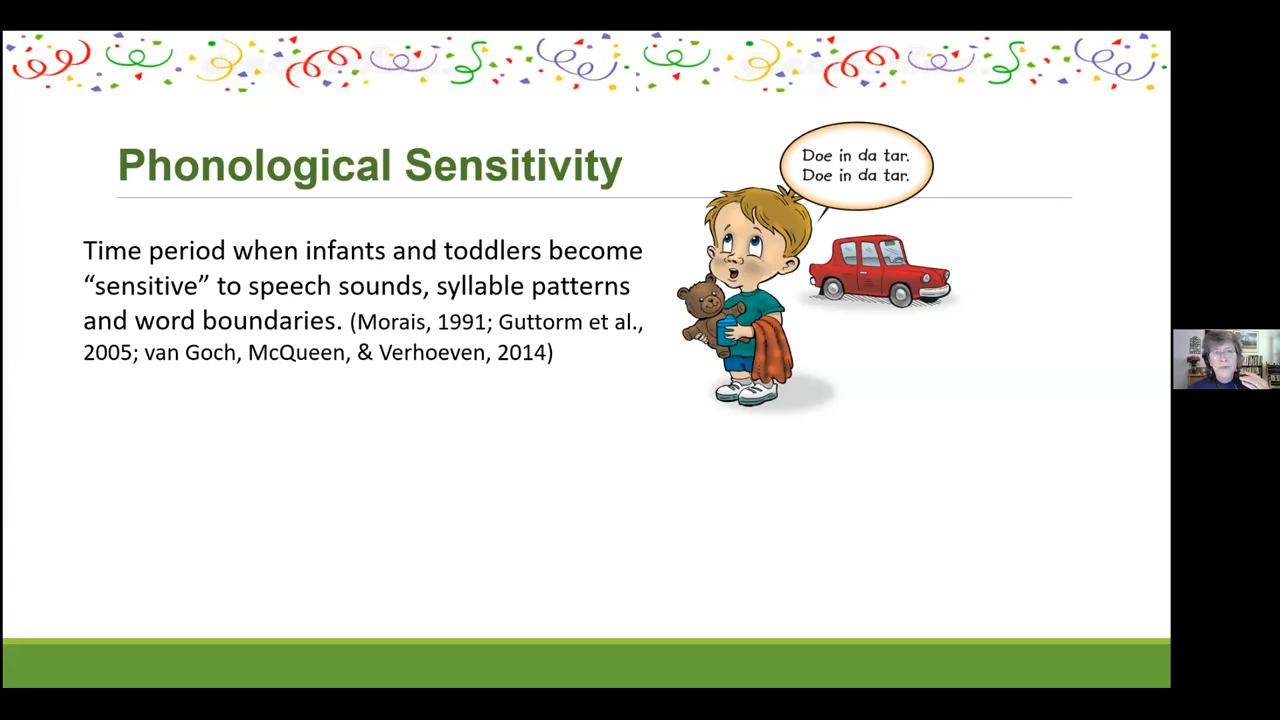 Phonological Sensitivity
Doe in da tar.
Doe in da tar.
Time period when infants and toddlers become
“sensitive” to speech sounds, syllable patterns
and word boundaries. (Morais, 1991; Guttorm et al.,
2005; van Goch, McQueen, & Verhoeven, 2014)